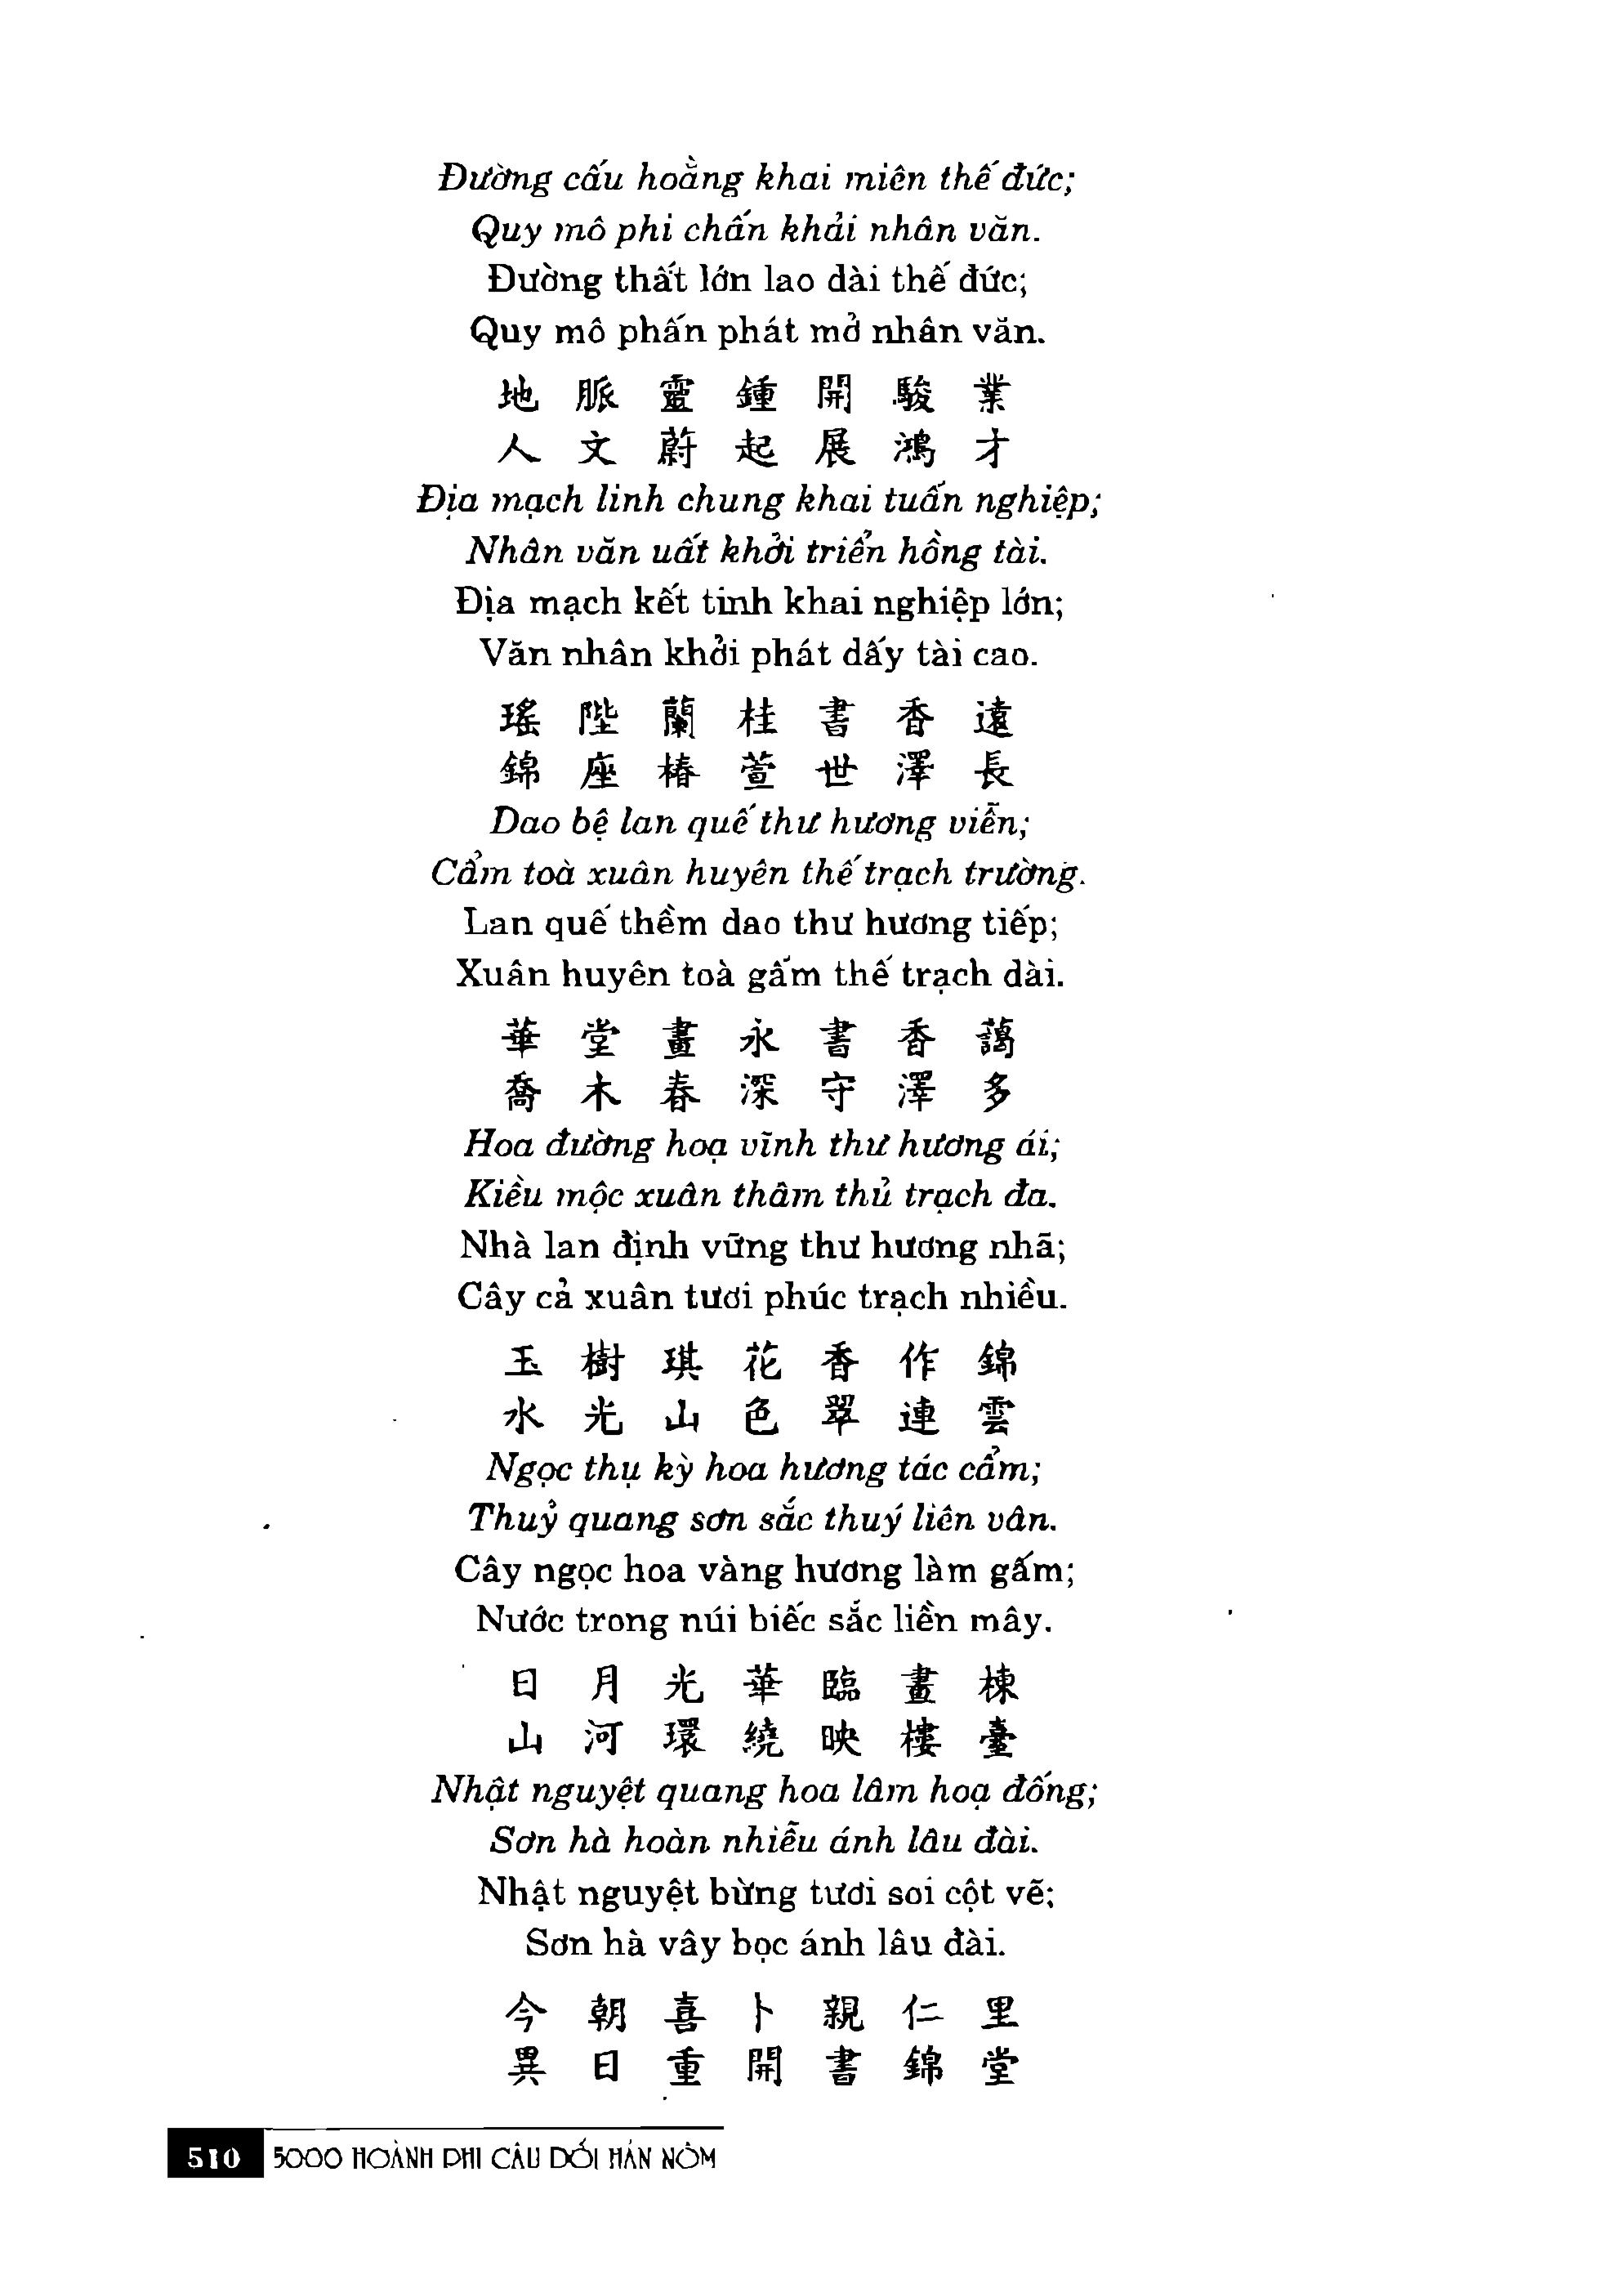 Đường cấu hoằng khai miên thế đức;
Quy mô phi chấn khải nhân văn.
Đường thất lớn lao dài thế đức;
Quy mô phấn phát mở nhân văn.
地 脈 靈 鍾 開 駿 業
人 文 蔚 起 展 鴻 才
Địa mạch linh chung khai tuấn nghiệp;
Nhân văn uất khởi triển hồng tài.
Địa mạch kết tinh khai nghiệp lớn;
Văn nhân khởi phát dấy tài cao.
瑤 陛 蘭 桂 書 香 遠
錦 座 椿 萱 世 澤 長
Dao bệ lan quế thư hương viễn;
Cẩm toà xuân huyên thế trạch trường.
Lan quế thềm dao thư hương tiếp;
Xuân huyên toà gấm thế trạch dài.
華 堂 畫 永 書 香 藹
喬 木 春 深 守 澤 多
Hoa đường hoạ vĩnh thư hương ái;
Kiều mộc xuân thâm thủ trạch đa.
Nhà lan định vững thư hương nhã;
Cây cả xuân tươi phúc trạch nhiều.
玉 樹 琪 花 香 作 錦
水 光 山 色 翠 連 雲
Ngọc thụ kỳ hoa hương tác cẩm;
Thuỷ quang sơn sắc thuý liên vân.
Cây ngọc hoa vàng hương làm gấm;
Nước trong núi biếc sắc liền mây.
日 月 光 華 臨 畫 棟
山 河 環 繞 映 樓 臺
Nhật nguyệt quang hoa lâm hoạ đống;
Sơn hà hoàn nhiễu ánh lâu đài.
Nhật nguyệt bừng tươi soi cột vẽ;
Sơn hà vây bọc ánh lâu đài.
今 朝 喜 卜 親 仁 里
異 日 重 開 書 錦 堂
510 5000 HOÀNH PHI CÂU ĐỐI HÁN NÔM